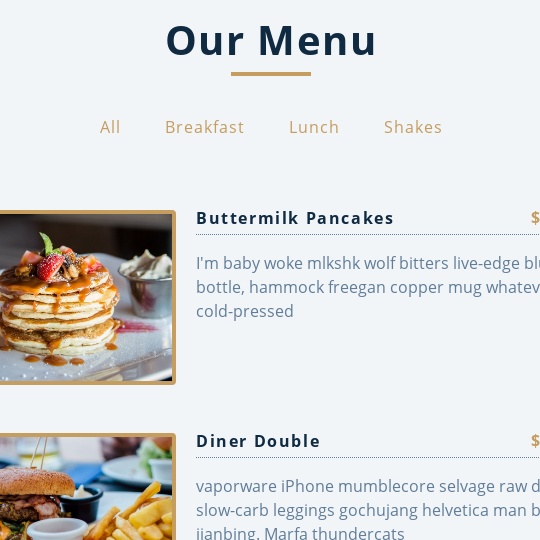 Our Menu
All Breakfast Lunch Shakes
Buttermilk Pancakes $
I'm baby woke mlkshk wolf bitters live-edge
bottle, hammock freegan copper mug
cold-pressed
Diner Double $
vaporware iPhone mumblecore selvage raw
slow-carb leggings gochujang helvetica man
jianbing. Marfa thundercats